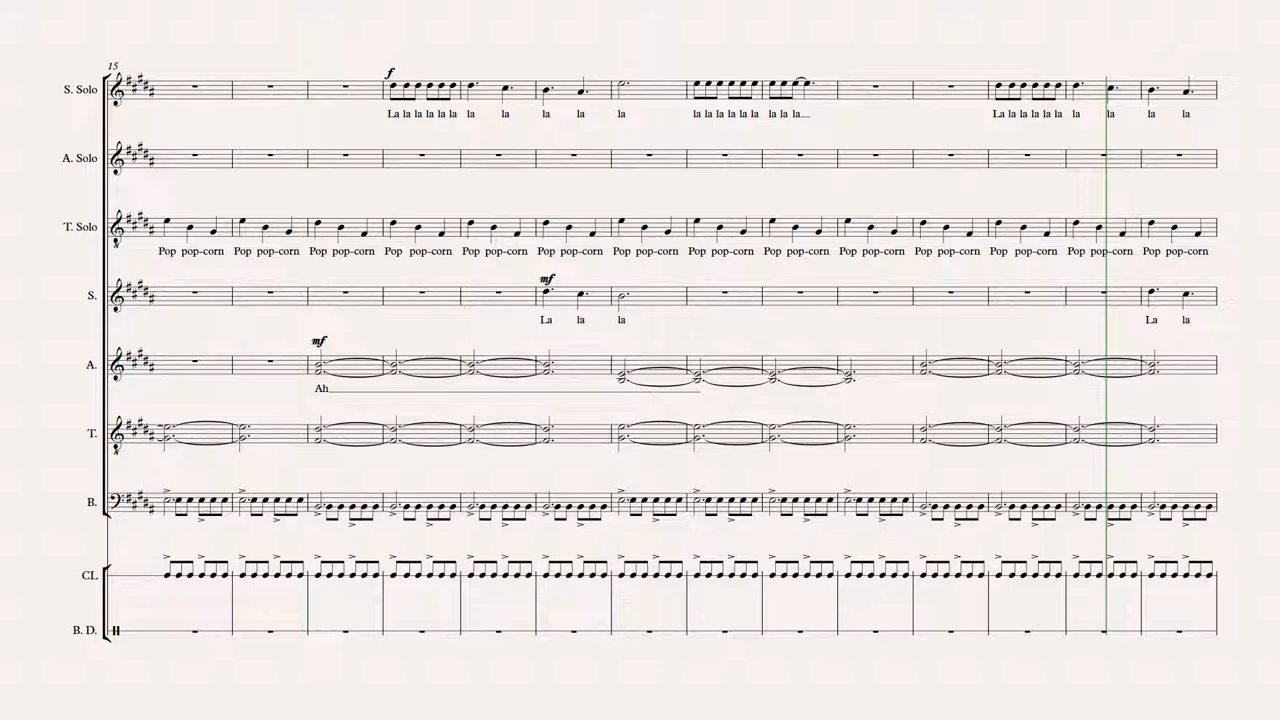 15
f
S. Solo
La la la la la la la la la la la la la la la la la la la la la La la la la la la la la la la
A. Solo
T. Solo
Pop pop-corn Pop pop-corn Pop pop-corn Pop pop-corn Pop pop-corn Pop pop-corn Pop pop-corn Pop pop-corn Pop pop-corn Pop pop-corn Pop pop-corn Pop pop-corn Pop pop-corn Pop pop-corn
mf
S.
La la la La la
mf
A.
Ah
T.
B.
CL
B. D.